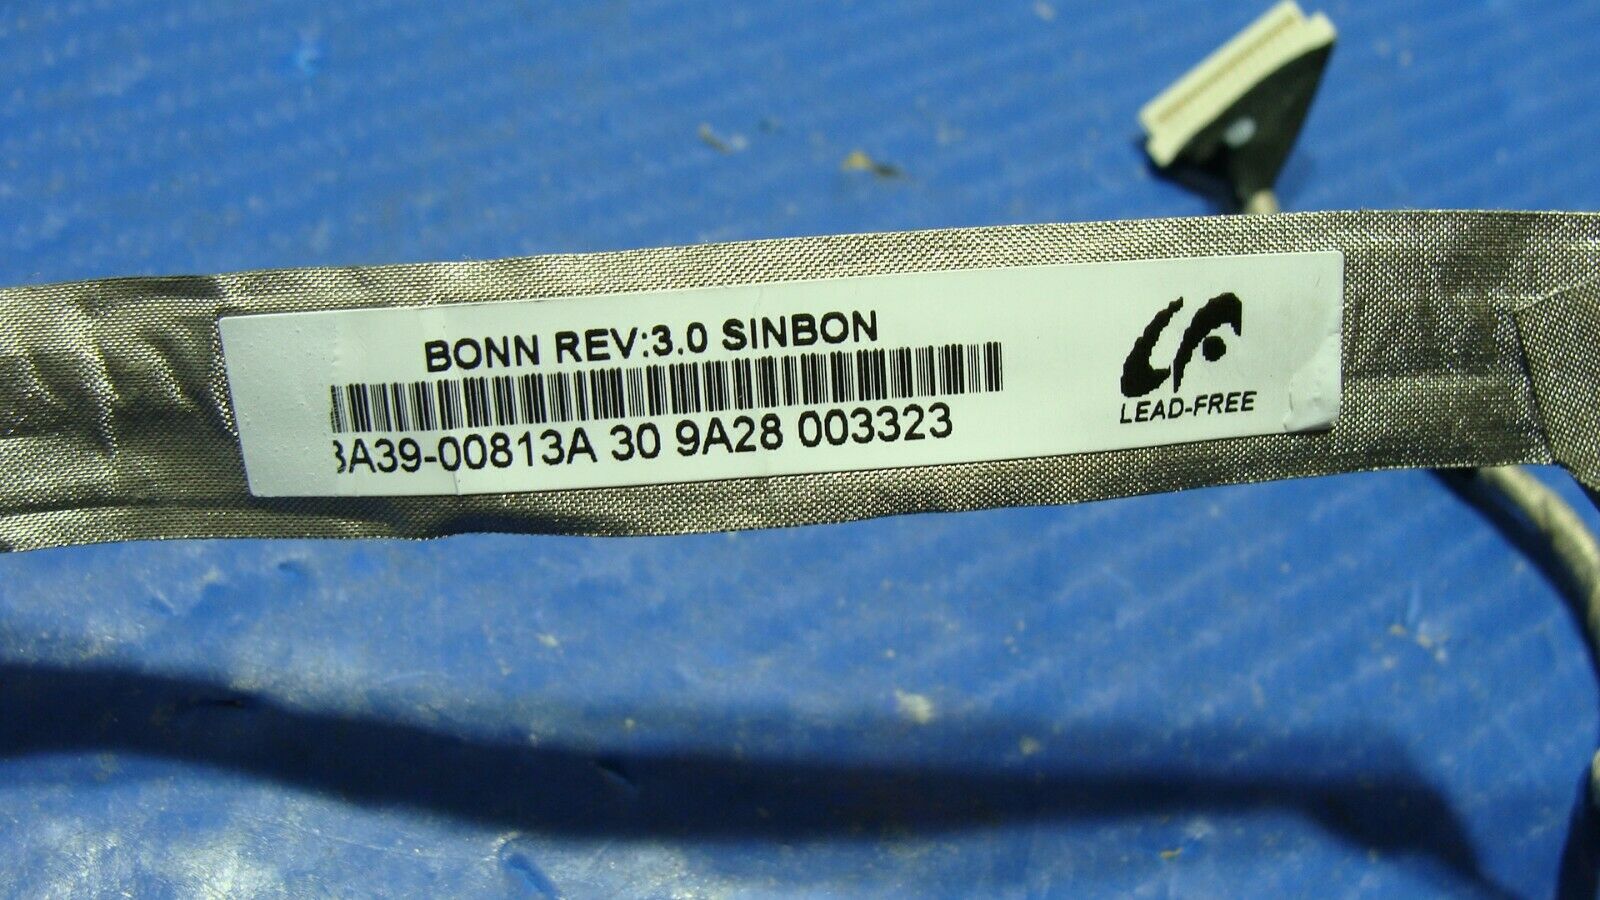 BONN REV:3.0 SINBON
BA39-00813A 30 9A28 003323
LEAD-FREE